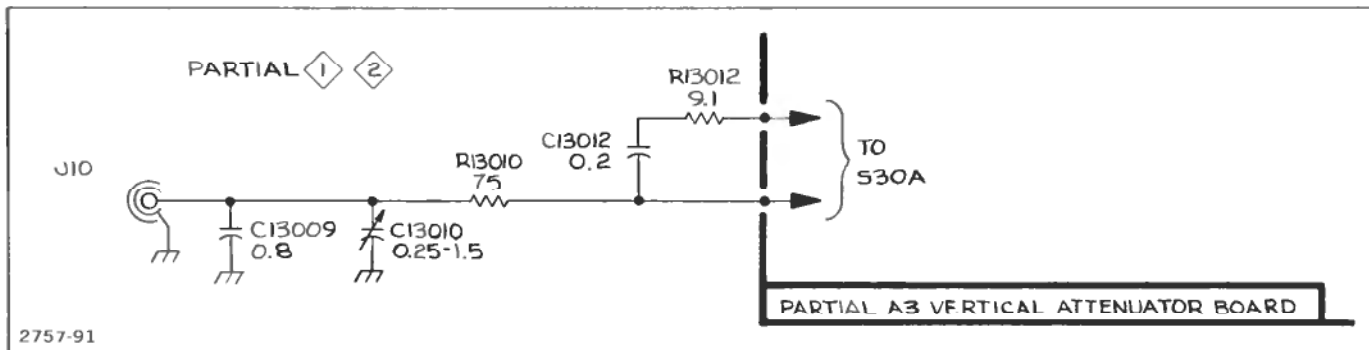 PARTIAL 1 2
R13012
9.1
C13012
0.2
TO
S30A
R13010
75
J10
C13009
0.8
C13010
0.25-1.5
PARTIAL A3 VERTICAL ATTENUATOR BOARD
2757-91